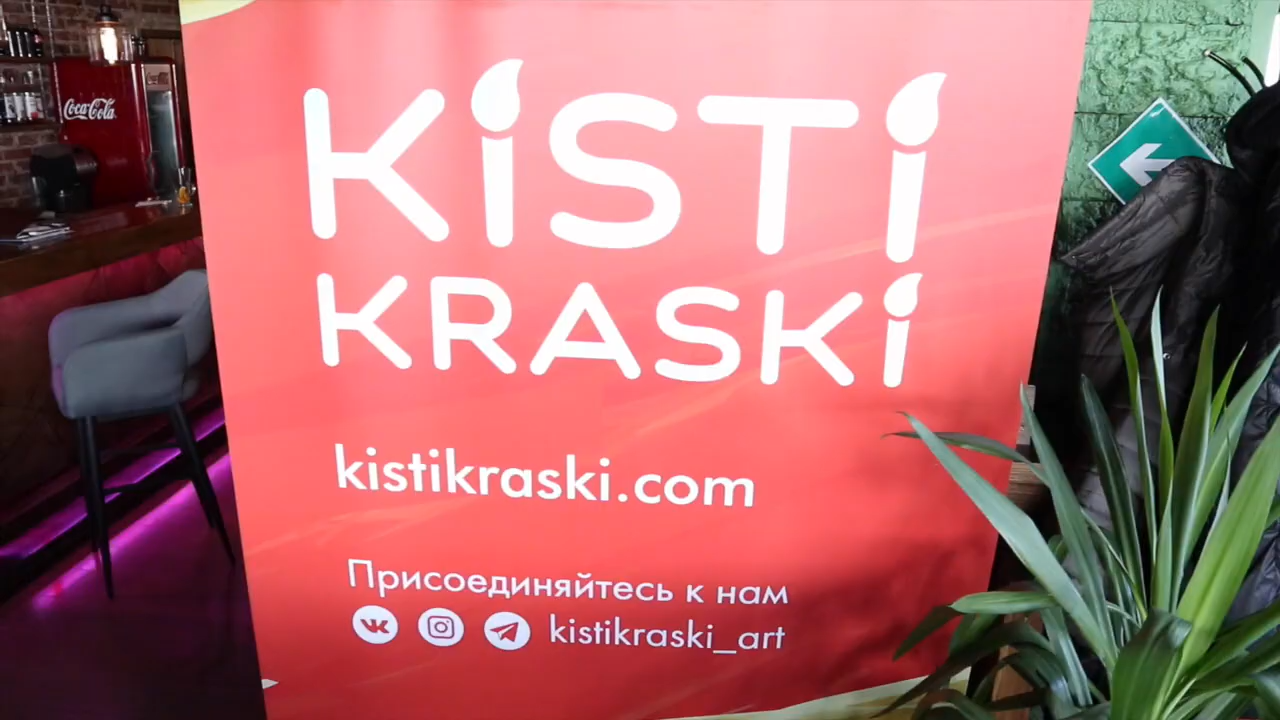 Coca-Cola
KiSTi
KRASKi
kistikraski.com
Присоединяйтесь к нам
kistikraski_art